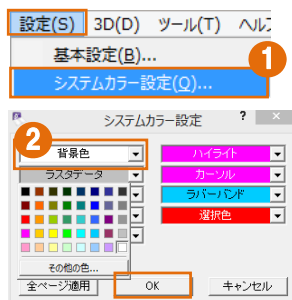 設定(S) 3D(D) ツール(T) ヘル
基本設定(B)...
1
システムカラー設定(O)...
システムカラー設定 ? ×
2
背景色 ハイライト
ラスタデータ カーソル
ラバーバンド
選択色
その他の色...
全ページ適用 OK キャンセル